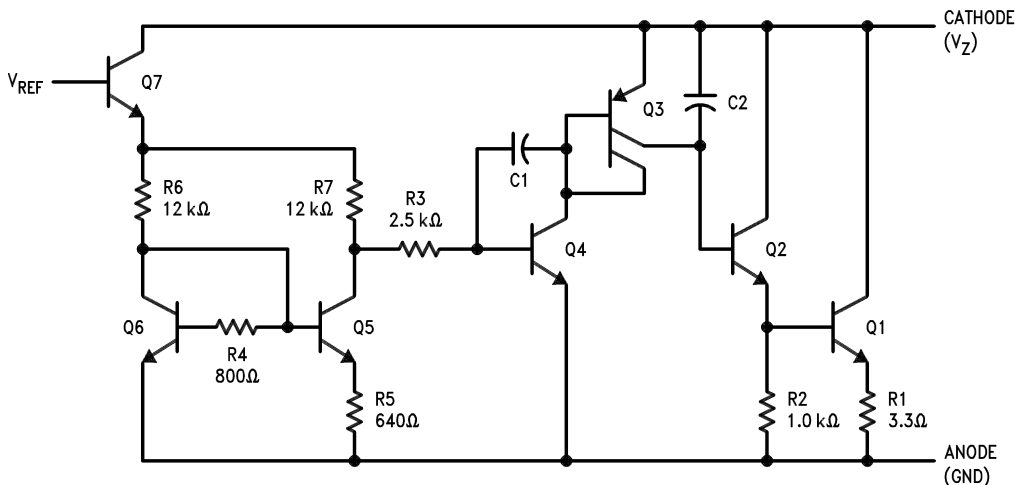 CATHODE
(VZ)
VREF
Q7
Q3
C2
R6
12 kΩ
R7
12 kΩ
C1
R3
2.5 kΩ
Q4
Q2
Q6
R4
800Ω
Q5
Q1
R5
640Ω
R2
1.0 kΩ
R1
3.3Ω
ANODE
(GND)